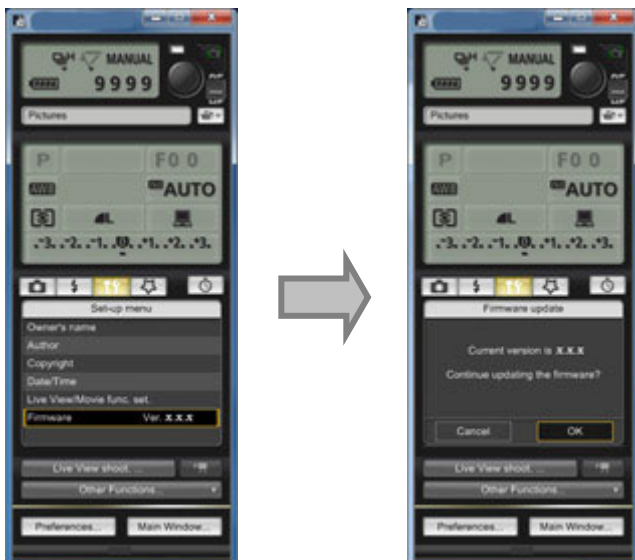 MANUAL
9999
Pictures
P
F0 0
AWB
AUTO
L
.-3. .-2. .-1. .0. .+1. .+2. .+3.
Set-up menu
Owner's name
Author
Copyright
Date/Time
Live View/Movie func. set.
Firmware Ver. x.x.x
Live View shoot. ...
Other Functions...
Preferences... Main Window...
MANUAL
9999
Pictures
P
F0 0
AWB
AUTO
L
.-3. .-2. .-1. .0. .+1. .+2. .+3.
Firmware update
Current version is x.x.x
Continue updating the firmware?
Cancel OK
Live View shoot. ...
Other Functions...
Preferences... Main Window...